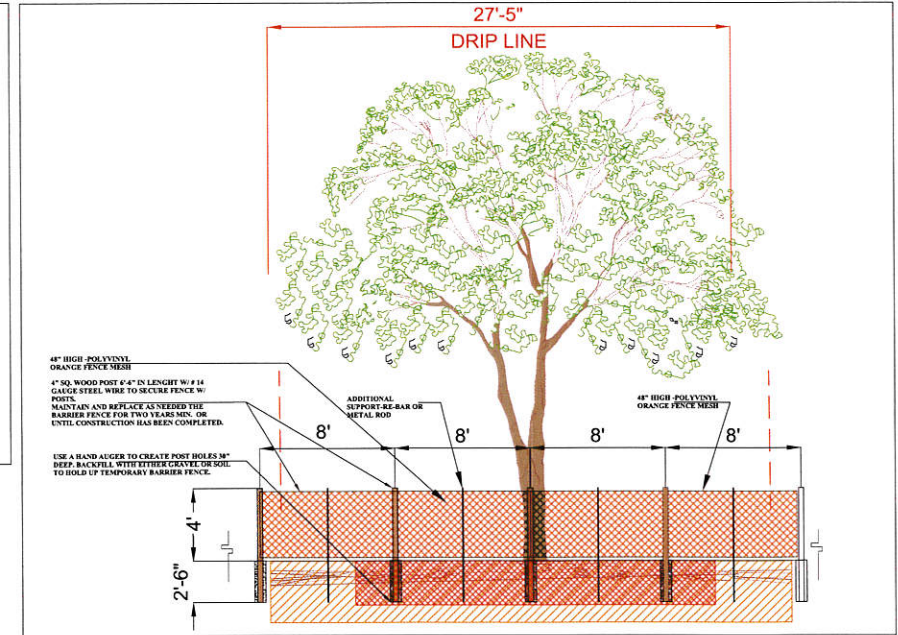 27'-5"
DRIP LINE
48" HIGH -POLYVINYL
ORANGE FENCE MESH
4" SQ. WOOD POST 6'-6" IN LENGHT W/ # 14
GAUGE STEEL WIRE TO SECURE FENCE W/
POSTS.
MAINTAIN AND REPLACE AS NEEDED THE
BARRIER FENCE FOR TWO YEARS MIN. OR
UNTIL CONSTRUCTION HAS BEEN COMPLETED.
USE A HAND AUGER TO CREATE POST HOLES 30"
DEEP. BACKFILL WITH EITHER GRAVEL OR SOIL
TO HOLD UP TEMPORARY BARRIER FENCE.
ADDITIONAL
SUPPORT-RE-BAR OR
METAL ROD
48" HIGH -POLYVINYL
ORANGE FENCE MESH
8'
8'
8'
8'
4'
2'-6"